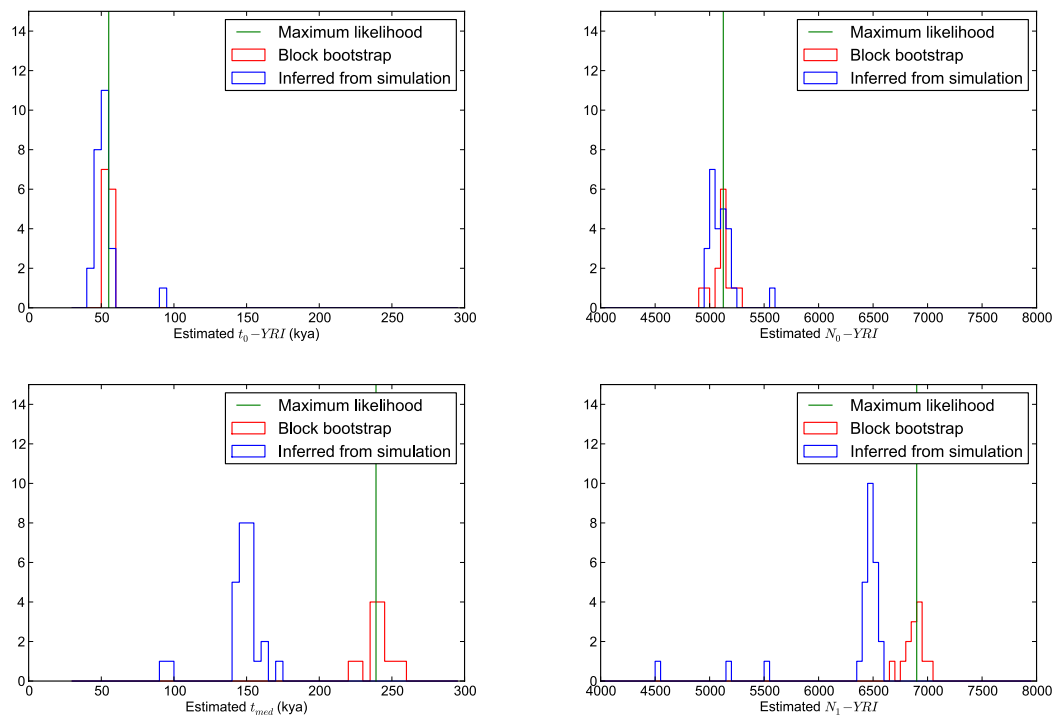 14
12
10
8
6
4
2
0
Maximum likelihood
Block bootstrap
Inferred from simulation
0 50 100 150 200 250 300
Estimated t₀−YRI (kya)
14
12
10
8
6
4
2
0
Maximum likelihood
Block bootstrap
Inferred from simulation
4000 4500 5000 5500 6000 6500 7000 7500 8000
Estimated N₀−YRI
14
12
10
8
6
4
2
0
Maximum likelihood
Block bootstrap
Inferred from simulation
0 50 100 150 200 250 300
Estimated t_med (kya)
14
12
10
8
6
4
2
0
Maximum likelihood
Block bootstrap
Inferred from simulation
4000 4500 5000 5500 6000 6500 7000 7500 8000
Estimated N₁−YRI